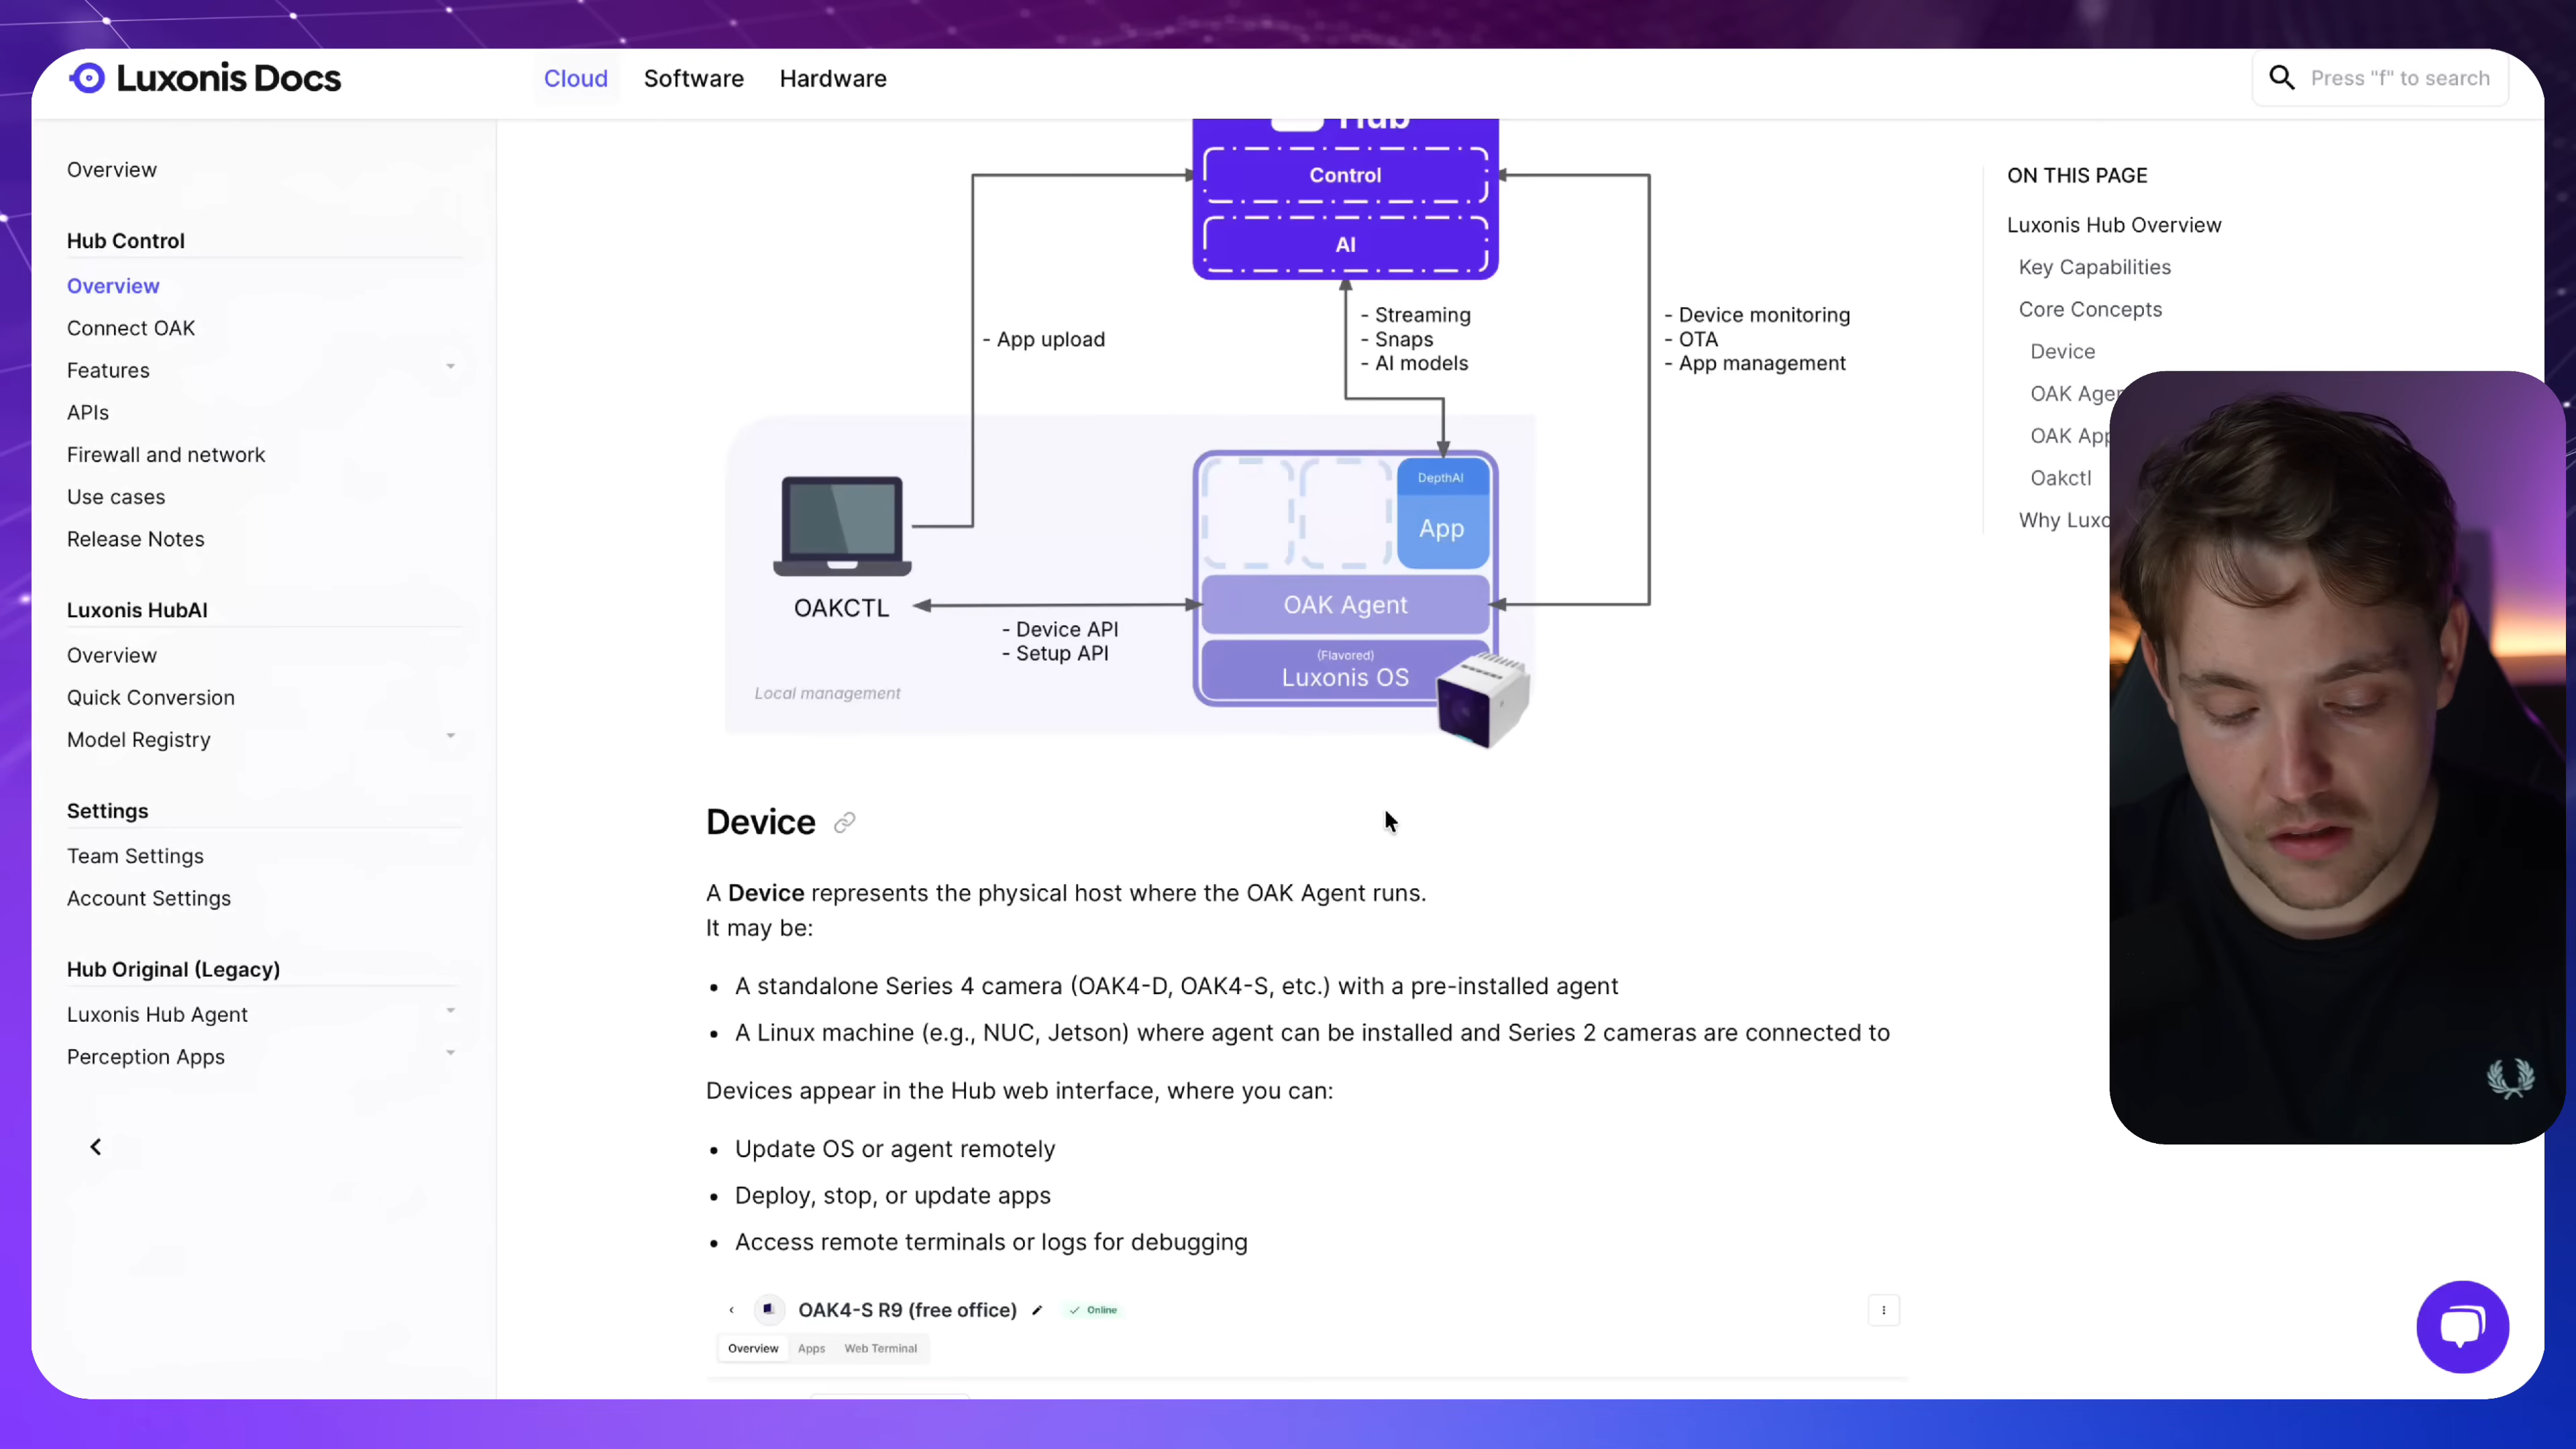 Luxonis Docs
Cloud
Software
Hardware
Press "f" to search
Overview
Hub Control
Overview
Connect OAK
Features
APIs
Firewall and network
Use cases
Release Notes
Luxonis HubAI
Overview
Quick Conversion
Model Registry
Settings
Team Settings
Account Settings
Hub Original (Legacy)
Luxonis Hub Agent
Perception Apps
Hub
Control
AI
- App upload
- Streaming
- Snaps
- AI models
- Device monitoring
- OTA
- App management
DepthAI
App
OAKCTL
OAK Agent
- Device API
- Setup API
(Flavored)
Luxonis OS
Local management
Device
A Device represents the physical host where the OAK Agent runs.
It may be:
• A standalone Series 4 camera (OAK4-D, OAK4-S, etc.) with a pre-installed agent
• A Linux machine (e.g., NUC, Jetson) where agent can be installed and Series 2 cameras are connected to
Devices appear in the Hub web interface, where you can:
• Update OS or agent remotely
• Deploy, stop, or update apps
• Access remote terminals or logs for debugging
OAK4-S R9 (free office)
Online
Overview
Apps
Web Terminal
ON THIS PAGE
Luxonis Hub Overview
Key Capabilities
Core Concepts
Device
OAK
OAK
Oakctl
Why